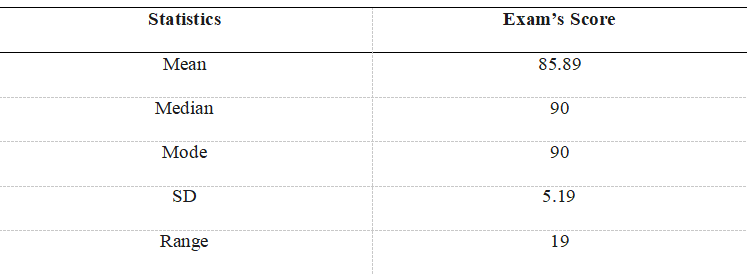 Statistics Exam’s Score
Mean 85.89
Median 90
Mode 90
SD 5.19
Range 19